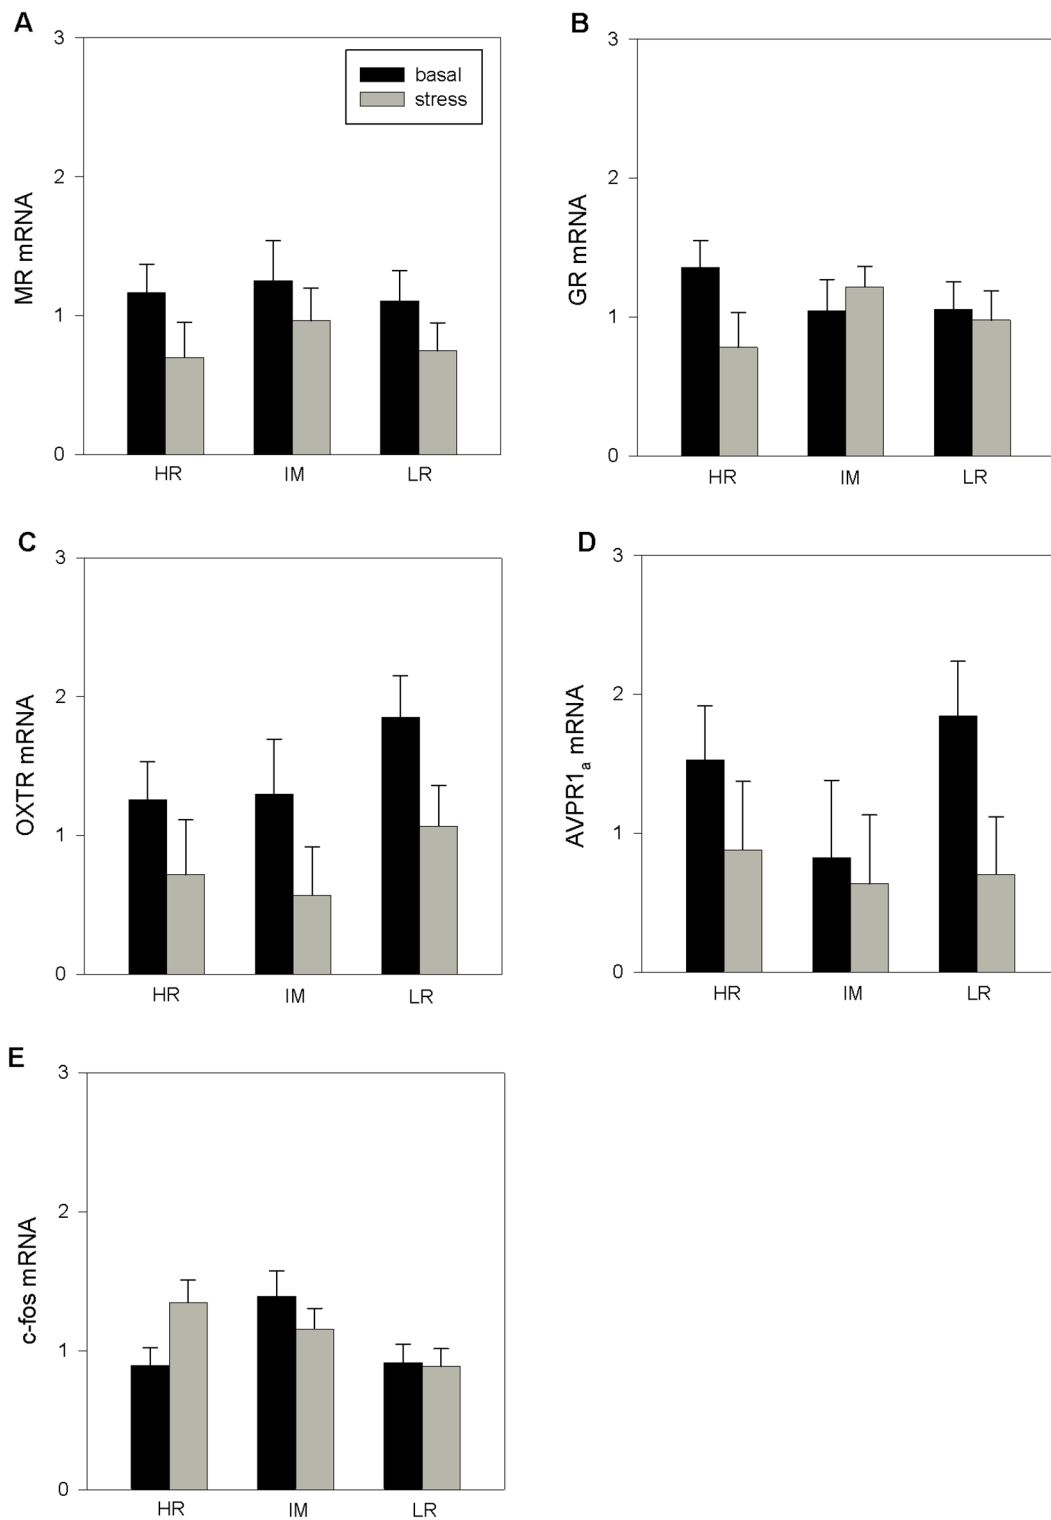 A
3
2
1
0
MR mRNA
basal
stress
HR IM LR
B
3
2
1
0
GR mRNA
HR IM LR
C
3
2
1
0
OXTR mRNA
HR IM LR
D
3
2
1
0
AVPR1a mRNA
HR IM LR
E
3
2
1
0
c-fos mRNA
HR IM LR